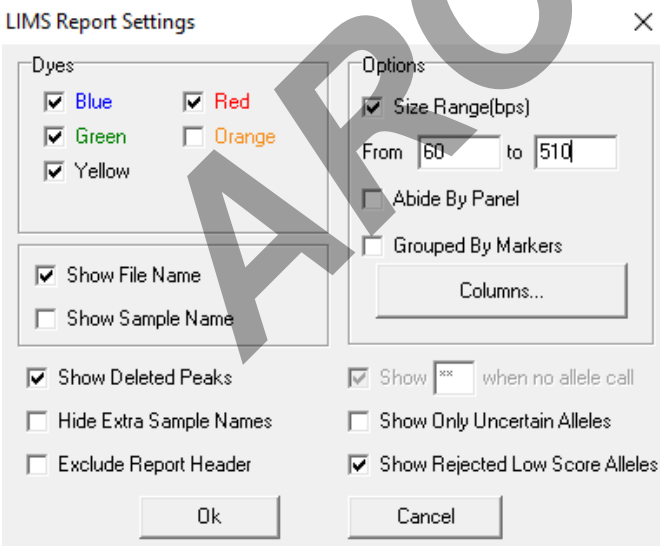 LIMS Report Settings
Dyes
Blue
Red
Green
Orange
Yellow
Show File Name
Show Sample Name
Options
Size Range(bps)
From 60 to 510
Abide By Panel
Grouped By Markers
Columns...
Show Deleted Peaks
Hide Extra Sample Names
Exclude Report Header
Show ** when no allele call
Show Only Uncertain Alleles
Show Rejected Low Score Alleles
Ok
Cancel
ARC